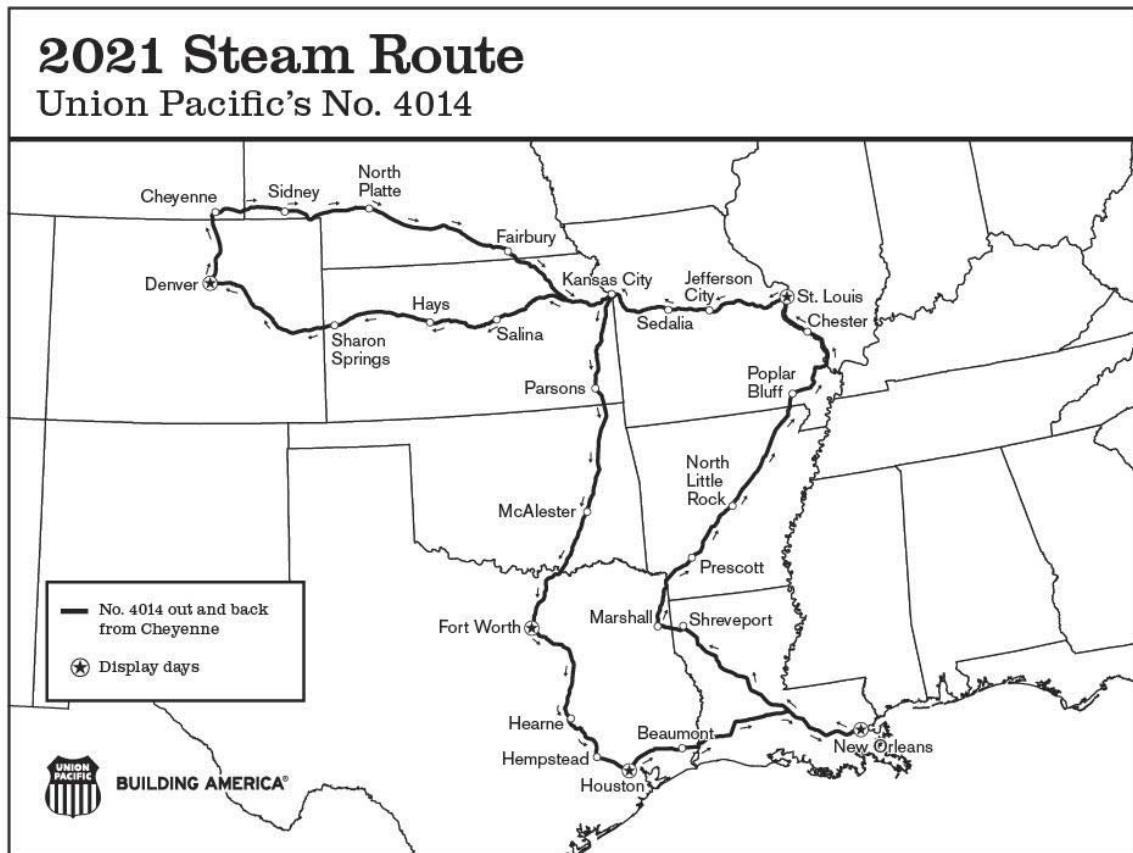 2021 Steam Route
Union Pacific's No. 4014
North
Platte
Cheyenne
Sidney
Fairbury
Kansas City
Jefferson
City
St. Louis
Denver
Hays
Sedalia
Chester
Salina
Sharon
Springs
Parsons
Poplar
Bluff
North
Little
Rock
McAlester
Prescott
No. 4014 out and back
from Cheyenne
Display days
Fort Worth
Marshall
Shreveport
Hearne
Beaumont
Hempstead
New Orleans
Houston
UNION
PACIFIC
BUILDING AMERICA®